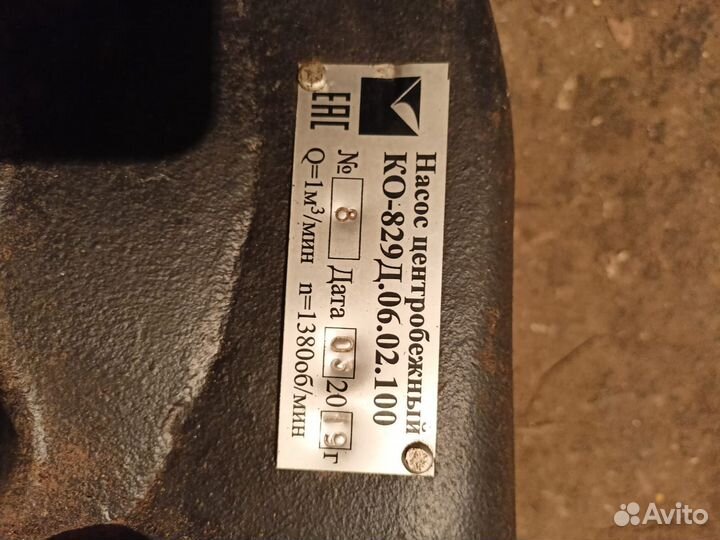 Насос центробежный
КО-829Д.06.02.100
№ 8 Дата 03 2019г
Q=1м³/мин n=1380об/мин
EAC
Avito